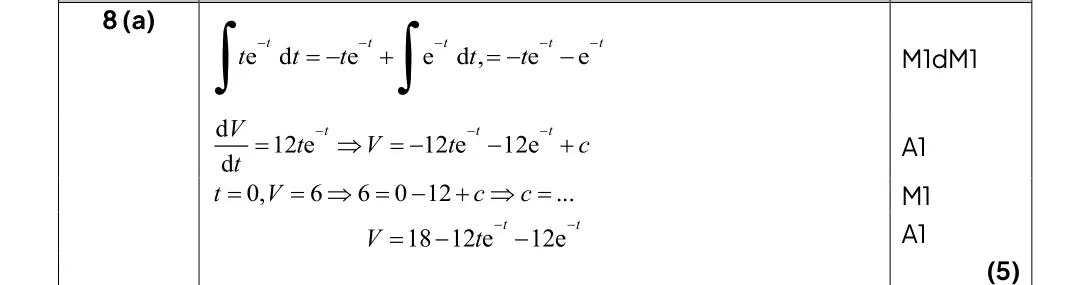 8 (a)
∫ te⁻ᵗ dt = −te⁻ᵗ + ∫ e⁻ᵗ dt, = −te⁻ᵗ − e⁻ᵗ M1dM1
dV/dt = 12te⁻ᵗ ⇒ V = −12te⁻ᵗ −12e⁻ᵗ + c A1
t = 0, V = 6 ⇒ 6 = 0 − 12 + c ⇒ c = ... M1
V = 18 − 12te⁻ᵗ − 12e⁻ᵗ A1
(5)